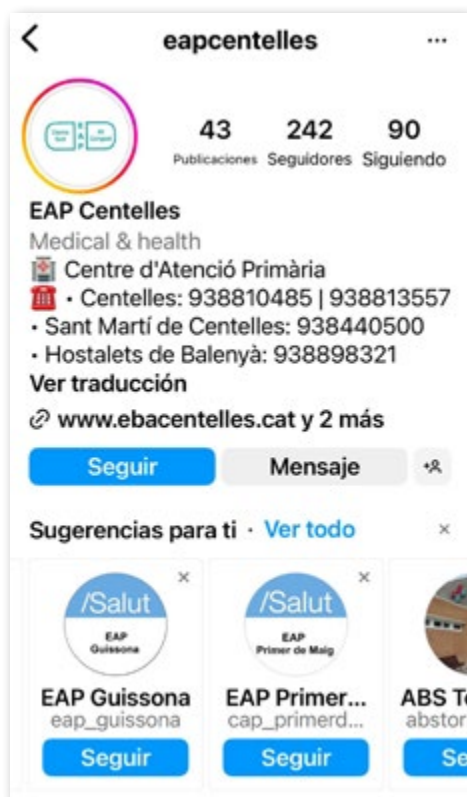 eapcentelles
43 242 90
Publicaciones Seguidores Siguiendo
EAP Centelles
Medical & health
Centre d'Atenció Primària
• Centelles: 938810485 | 938813557
• Sant Martí de Centelles: 938440500
• Hostalets de Balenyà: 938898321
Ver traducción
www.ebacentelles.cat y 2 más
Seguir Mensaje
Sugerencias para ti · Ver todo
/Salut /Salut
EAP EAP
Guissona Primer de Maig
EAP Guissona EAP Primer... ABS T
eap_guissona cap_primerd... abstor
Seguir Seguir Se